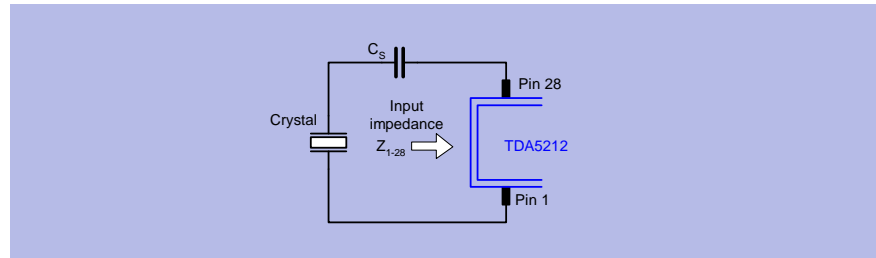 CS
Pin 28
Input
impedance
Crystal
Z1-28
TDA5212
Pin 1